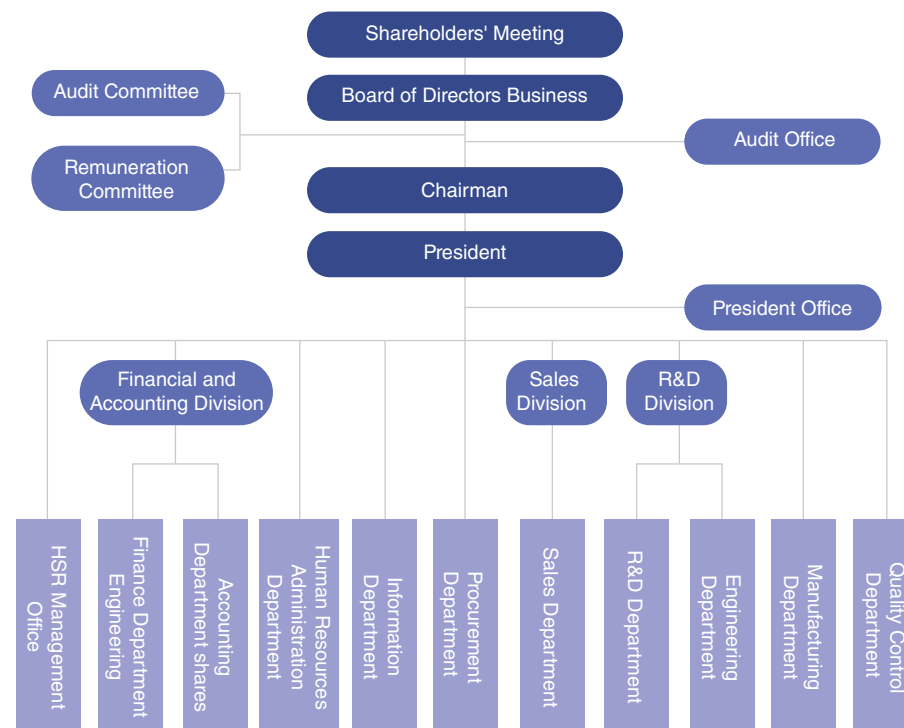 Shareholders' Meeting
Board of Directors Business
Audit Committee
Audit Office
Remuneration
Committee
Chairman
President
President Office
Financial and
Accounting Division
Sales
Division
R&D
Division
HSR Management
Office
Finance Department
Engineering
Accounting
Department shares
Human Resources
Administration
Department
Information
Department
Procurement
Department
Sales Department
R&D Department
Engineering
Department
Manufacturing
Department
Quality Control
Department